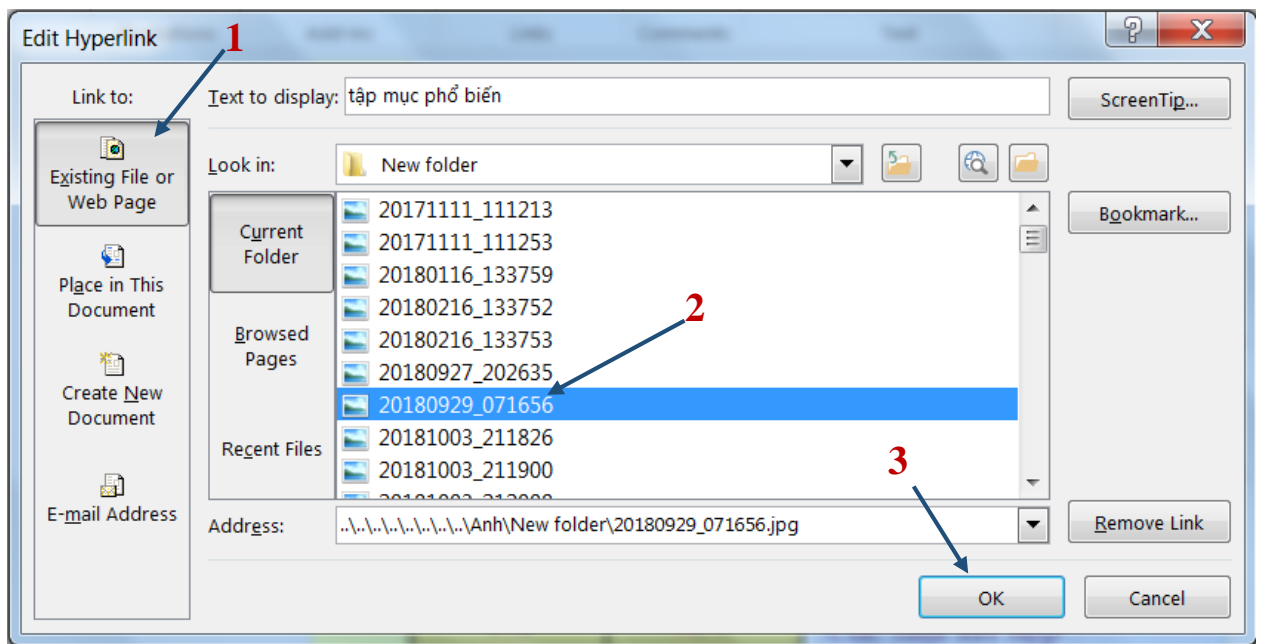 Edit Hyperlink
1
Link to:
Text to display: tập mục phổ biến
ScreenTip...
Existing File or
Web Page
Look in:
New folder
Current
Folder
20171111_111213
20171111_111253
20180116_133759
20180216_133752
20180216_133753
20180927_202635
20180929_071656
20181003_211826
20181003_211900
Bookmark...
Place in This
Document
2
Browsed
Pages
Create New
Document
Recent Files
3
E-mail Address
Address:
..\..\..\..\..\..\..\..\Anh\New folder\20180929_071656.jpg
Remove Link
OK
Cancel